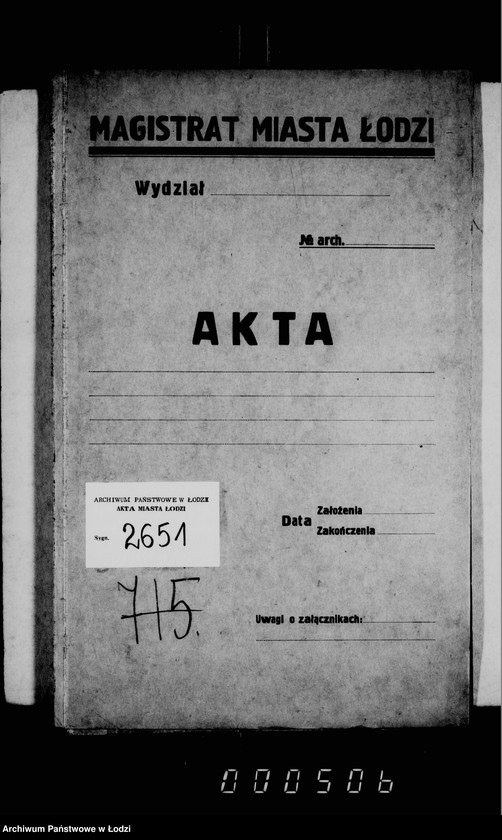 MAGISTRAT MIASTA ŁODZI
Wydział
№ arch.
AKTA
ARCHIWUM PAŃSTWOWE W ŁODZI
AKTA MIASTA ŁODZI
Sygn. 2651
Data Założenia
Zakończenia
715.
Uwagi o załącznikach:
000506
Archiwum Państwowe w Łodzi